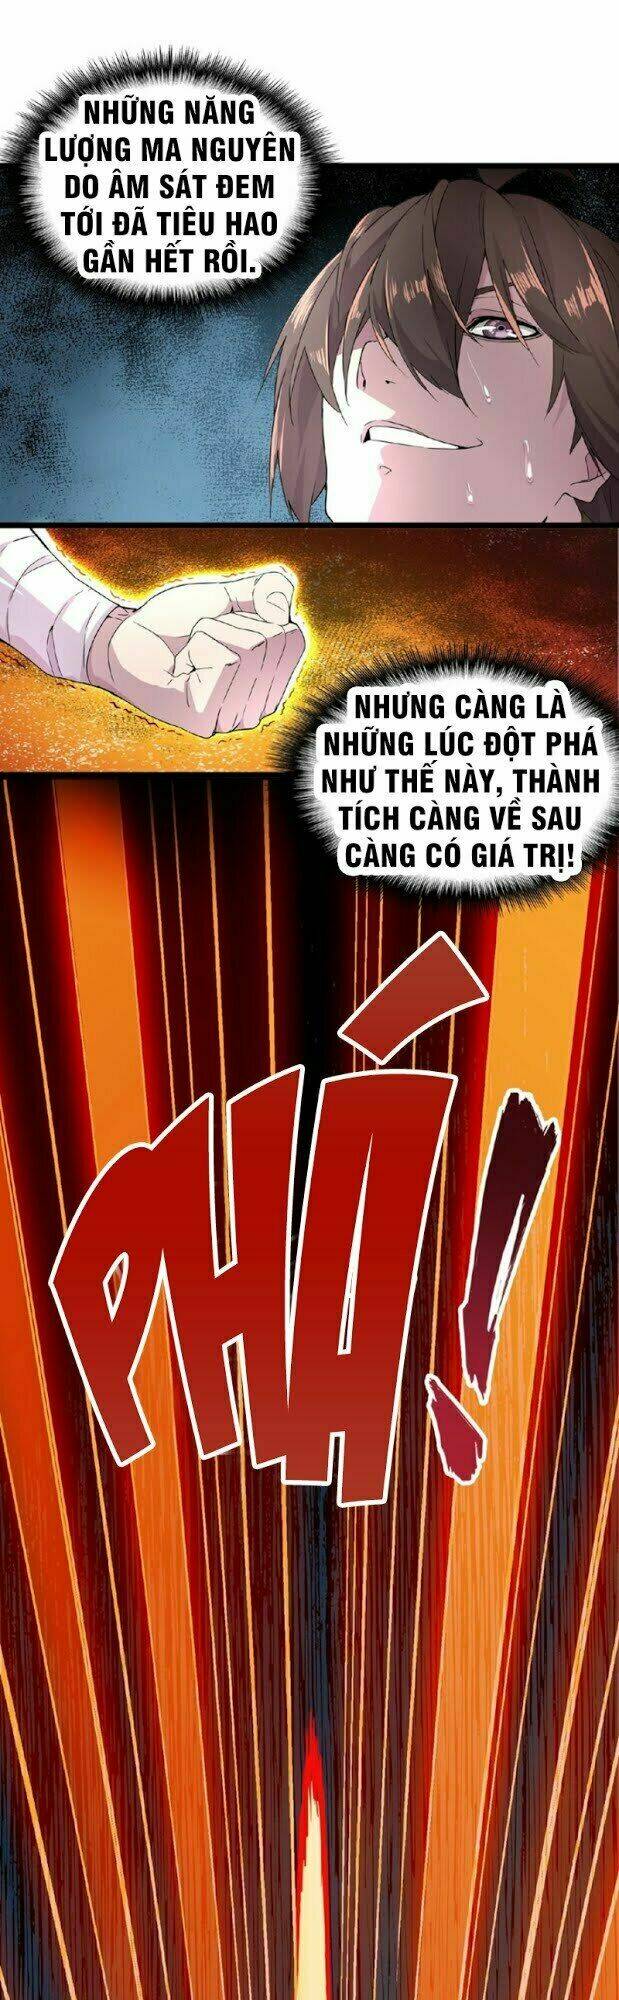 NHỮNG NĂNG
LƯỢNG MA NGUYÊN
DO ÂM SÁT ĐEM
TỚI ĐÃ TIÊU HAO
GẦN HẾT RỒI.
NHƯNG CÀNG LÀ
NHỮNG LÚC ĐỘT PHÁ
NHƯ THẾ NÀY, THÀNH
TÍCH CÀNG VỀ SAU
CÀNG CÓ GIÁ TRỊ!
PHÁ!